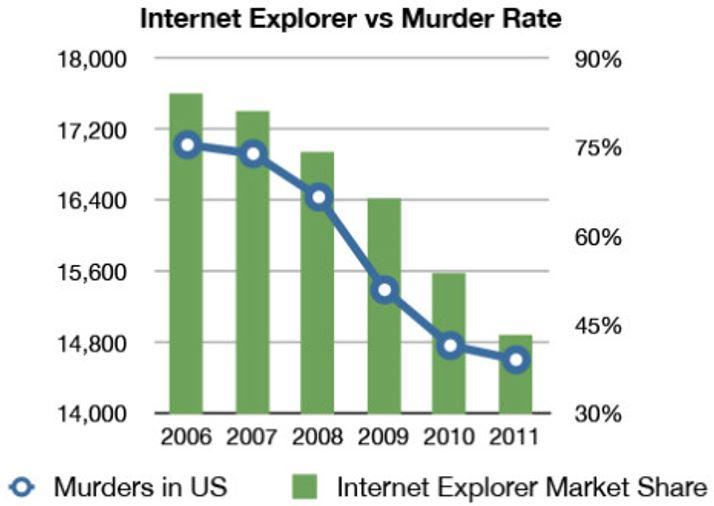 Internet Explorer vs Murder Rate
18,000 90%
17,200 75%
16,400 60%
15,600 45%
14,800
14,000 30%
2006 2007 2008 2009 2010 2011
Murders in US Internet Explorer Market Share